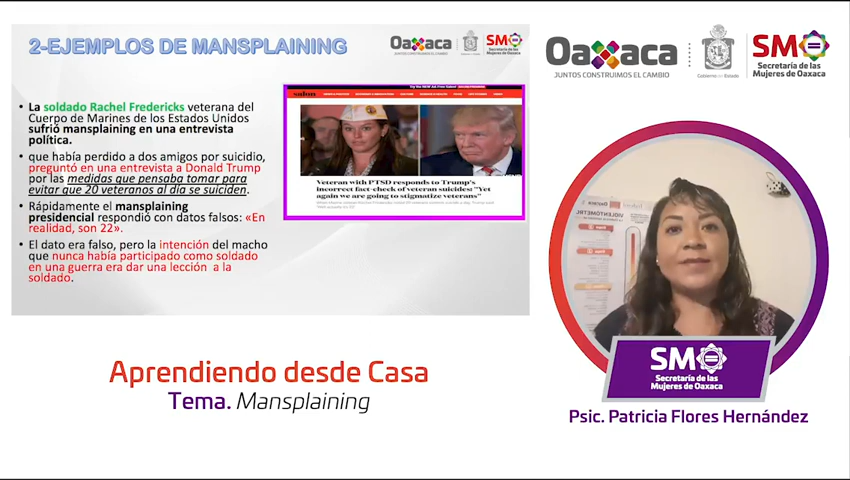 2-EJEMPLOS DE MANSPLAINING
Oaxaca
SMO
• La soldado Rachel Fredericks veterana del
Cuerpo de Marines de los Estados Unidos
sufrió mansplaining en una entrevista
política.
• que había perdido a dos amigos por suicidio,
preguntó en una entrevista a Donald Trump
por las medidas que pensaba tomar para
evitar que 20 veteranos al día se suiciden.
• Rápidamente el mansplaining
presidencial respondió con datos falsos: «En
realidad, son 22».
• El dato era falso, pero la intención del macho
que nunca había participado como soldado
en una guerra era dar una lección a la
soldado.
salon
Veteran with PTSD responds to Trump's
incorrect fact-check of veteran suicides: "Yet
again we are going to stigmatize veterans"
Oaxaca
JUNTOS CONSTRUIMOS EL CAMBIO
Gobierno del Estado
SMO
Secretaría de las
Mujeres de Oaxaca
SMO
Secretaría de las
Mujeres de Oaxaca
Psic. Patricia Flores Hernández
Aprendiendo desde Casa
Tema. Mansplaining